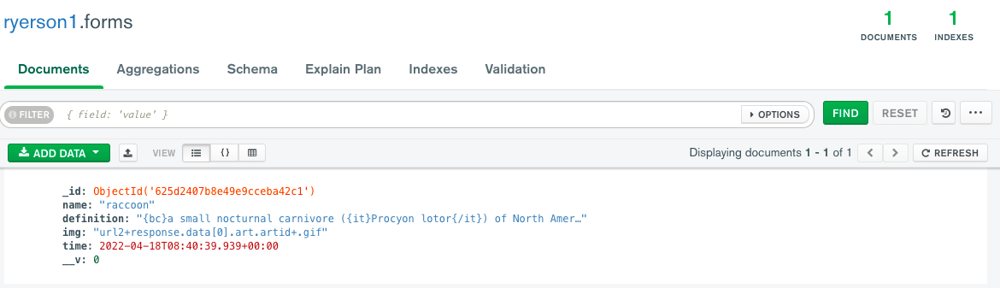 ryerson1.forms
1
DOCUMENTS
1
INDEXES
Documents Aggregations Schema Explain Plan Indexes Validation
FILTER { field: 'value' } OPTIONS FIND RESET ...
ADD DATA VIEW { } Displaying documents 1 - 1 of 1 < > REFRESH
_id: ObjectId('625d2407b8e49e9cceba42c1')
name: "raccoon"
definition: "{bc}a small nocturnal carnivore ({it}Procyon lotor{/it}) of North Amer…"
img: "url2+response.data[0].art.artid+.gif"
time: 2022-04-18T08:40:39.939+00:00
__v: 0